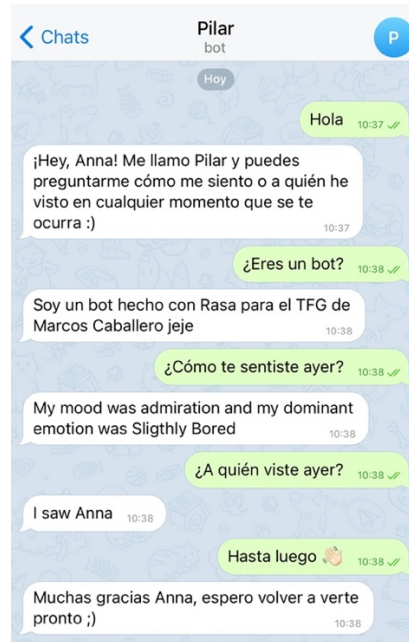 Chats
Pilar
bot
P
Hoy
Hola 10:37
¡Hey, Anna! Me llamo Pilar y puedes
preguntarme cómo me siento o a quién he
visto en cualquier momento que se te
ocurra :)
10:37
¿Eres un bot? 10:38
Soy un bot hecho con Rasa para el TFG de
Marcos Caballero jeje
10:38
¿Cómo te sentiste ayer? 10:38
My mood was admiration and my dominant
emotion was Sligthly Bored
10:38
¿A quién viste ayer? 10:38
I saw Anna 10:38
Hasta luego 👋🏻 10:38
Muchas gracias Anna, espero volver a verte
pronto ;)
10:38